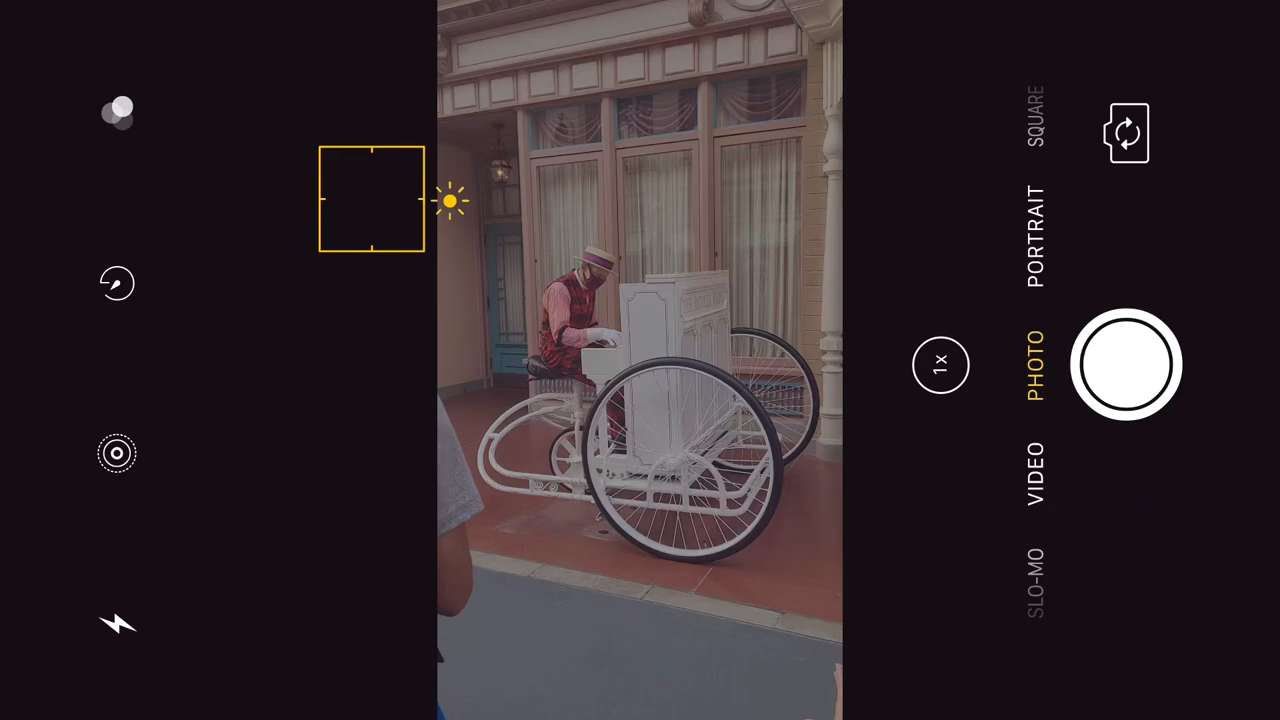 SQUARE
PORTRAIT
PHOTO
VIDEO
SLO-MO
1x